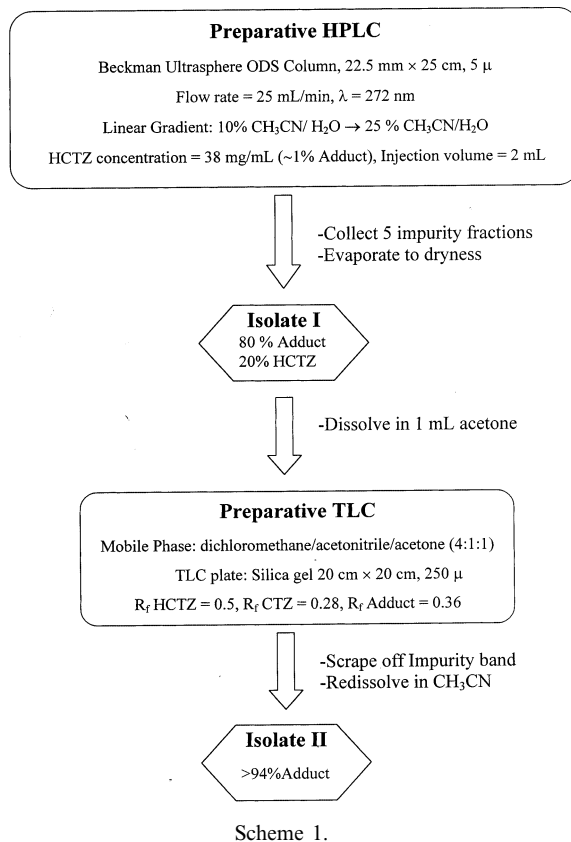 Preparative HPLC
Beckman Ultrasphere ODS Column, 22.5 mm × 25 cm, 5 μ
Flow rate = 25 mL/min, λ = 272 nm
Linear Gradient: 10% CH₃CN/ H₂O → 25 % CH₃CN/H₂O
HCTZ concentration = 38 mg/mL (~1% Adduct), Injection volume = 2 mL
-Collect 5 impurity fractions
-Evaporate to dryness
Isolate I
80 % Adduct
20% HCTZ
-Dissolve in 1 mL acetone
Preparative TLC
Mobile Phase: dichloromethane/acetonitrile/acetone (4:1:1)
TLC plate: Silica gel 20 cm × 20 cm, 250 μ
R_f HCTZ = 0.5, R_f CTZ = 0.28, R_f Adduct = 0.36
-Scrape off Impurity band
-Redissolve in CH₃CN
Isolate II
>94%Adduct
Scheme 1.